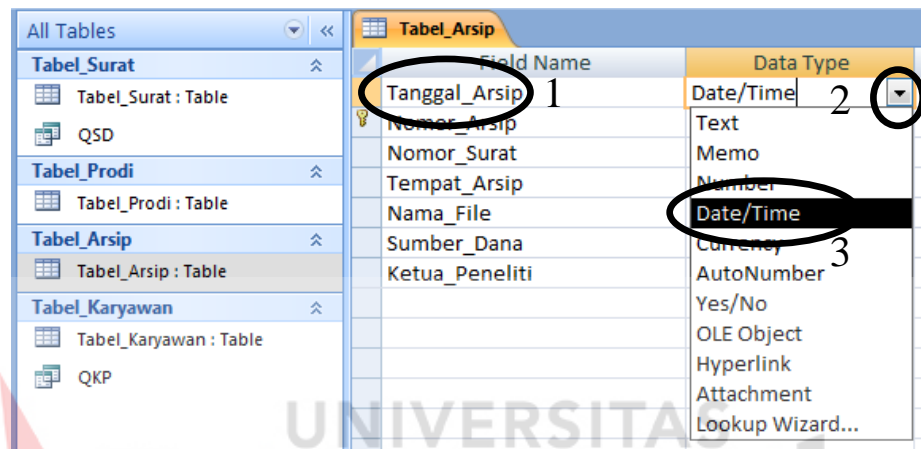 All Tables
Tabel_Surat
Tabel_Surat : Table
QSD
Tabel_Prodi
Tabel_Prodi : Table
Tabel_Arsip
Tabel_Arsip : Table
Tabel_Karyawan
Tabel_Karyawan : Table
QKP
Tabel_Arsip
Field Name
Data Type
Tanggal_Arsip
1
Date/Time
2
Nomor_Arsip
Nomor_Surat
Tempat_Arsip
Nama_File
Sumber_Dana
Ketua_Peneliti
Text
Memo
Number
Date/Time
Currency
3
AutoNumber
Yes/No
OLE Object
Hyperlink
Attachment
Lookup Wizard...
UNIVERSITAS